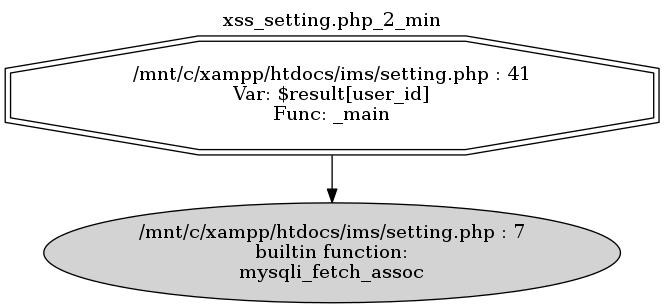 xss_setting.php_2_min
/mnt/c/xampp/htdocs/ims/setting.php : 41
Var: $result[user_id]
Func: _main
/mnt/c/xampp/htdocs/ims/setting.php : 7
builtin function:
mysqli_fetch_assoc